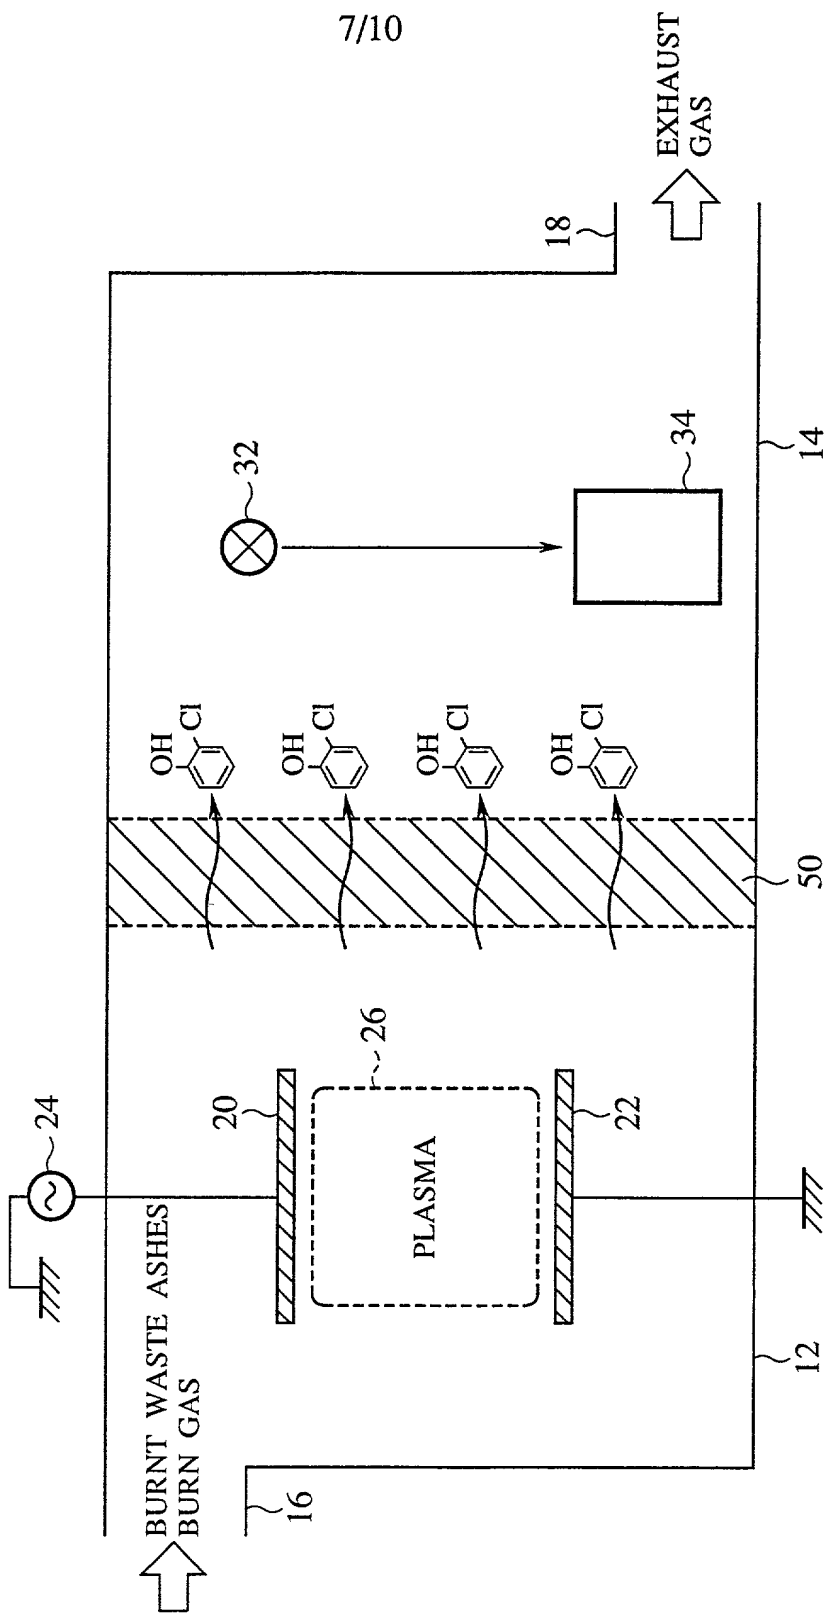 7/10
BURNT WASTE ASHES
BURN GAS
16
24
20
PLASMA
26
22
12
OH
Cl
OH
Cl
OH
Cl
OH
Cl
50
32
34
14
18
EXHAUST
GAS